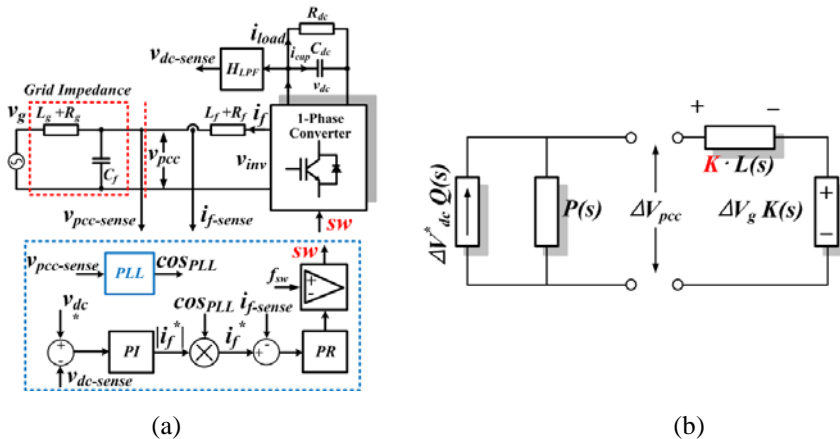 R_dc
i_load
i_cap C_dc
v_dc-sense
H_LPF
v_dc
Grid Impedance
v_g
L_g +R_g
L_f +R_f
i_f
1-Phase
Converter
v_pcc
v_inv
C_f
v_pcc-sense
i_f-sense
sw
sw
v_pcc-sense
PLL
cos_PLL
f_sw
+
-
v_dc
*
cos_PLL
i_f-sense
+
-
PI
|i_f*|
i_f*
+
-
PR
v_dc-sense
(a)
+
−
K · L(s)
ΔV*_dc Q(s)
P(s)
ΔV_pcc
ΔV_g K(s)
+
−
(b)